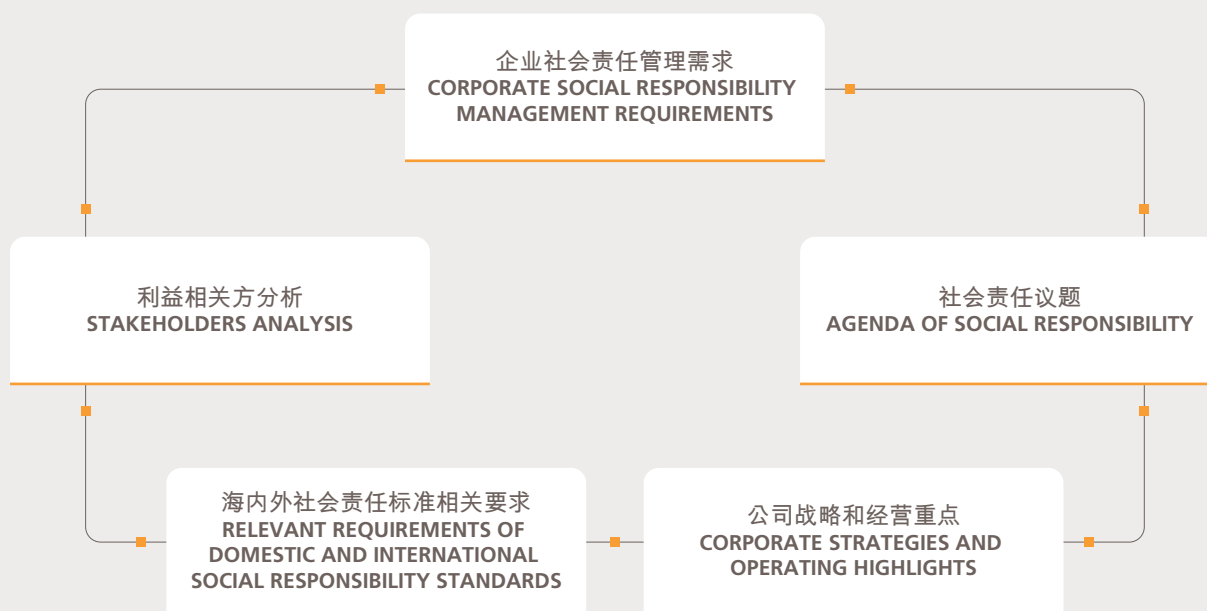 企业社会责任管理需求
CORPORATE SOCIAL RESPONSIBILITY
MANAGEMENT REQUIREMENTS
利益相关方分析
STAKEHOLDERS ANALYSIS
社会责任议题
AGENDA OF SOCIAL RESPONSIBILITY
海内外社会责任标准相关要求
RELEVANT REQUIREMENTS OF
DOMESTIC AND INTERNATIONAL
SOCIAL RESPONSIBILITY STANDARDS
公司战略和经营重点
CORPORATE STRATEGIES AND
OPERATING HIGHLIGHTS